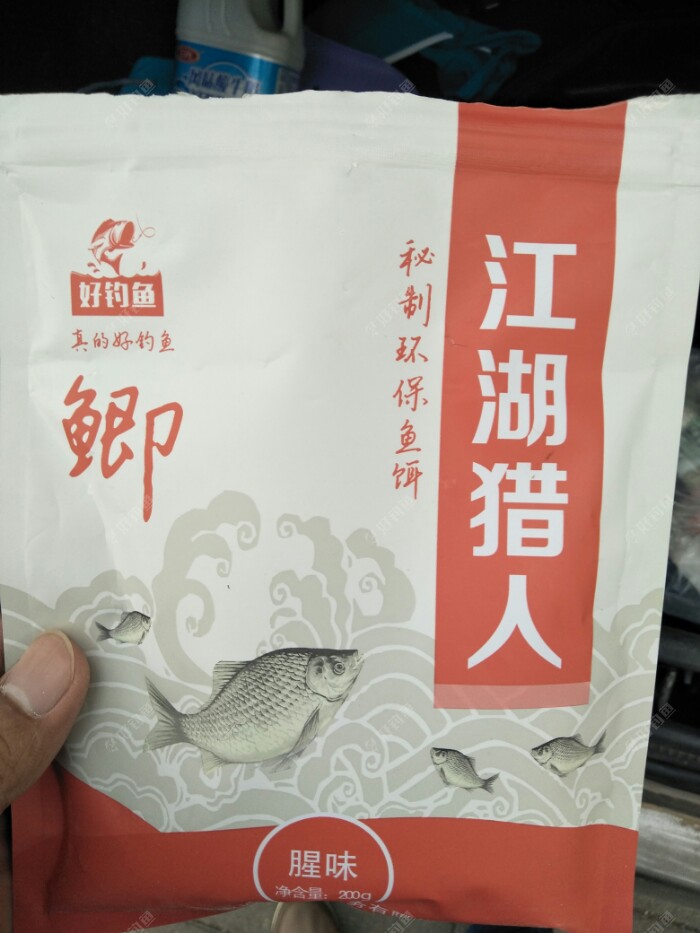 好钓鱼
真的好钓鱼
鲫
秘制环保鱼饵
江湖猎人
腥味
净含量：200g